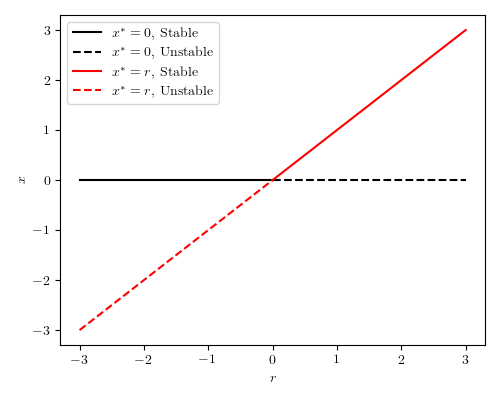 x* = 0, Stable
x* = 0, Unstable
x* = r, Stable
x* = r, Unstable
3
2
1
0
−1
−2
−3
x
−3 −2 −1 0 1 2 3
r